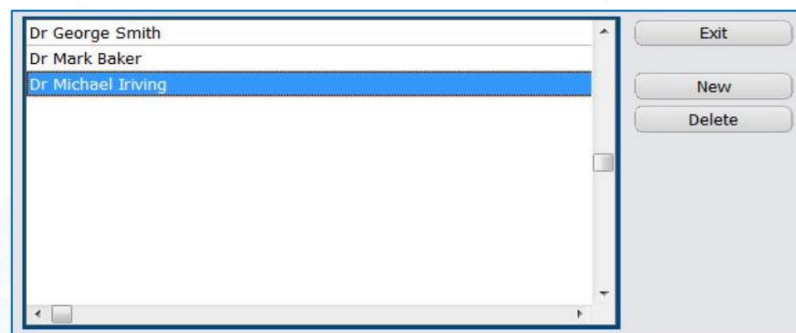 Dr George Smith
Dr Mark Baker
Dr Michael Iriving
Exit
New
Delete